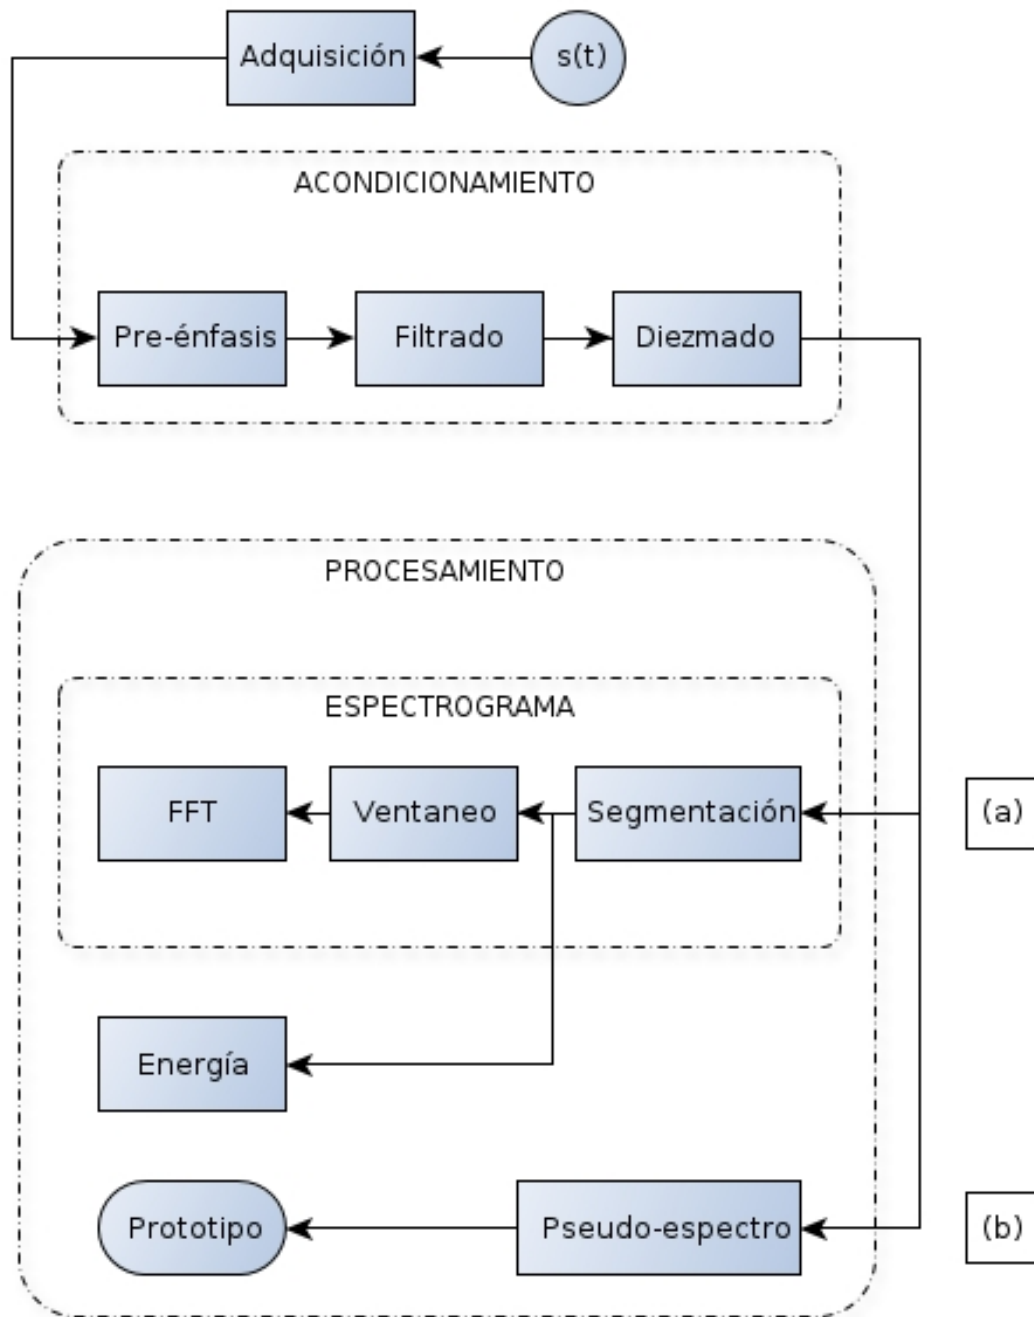 Adquisición
s(t)
ACONDICIONAMIENTO
Pre-énfasis
Filtrado
Diezmado
PROCESAMIENTO
ESPECTROGRAMA
FFT
Ventaneo
Segmentación
(a)
Energía
Prototipo
Pseudo-espectro
(b)